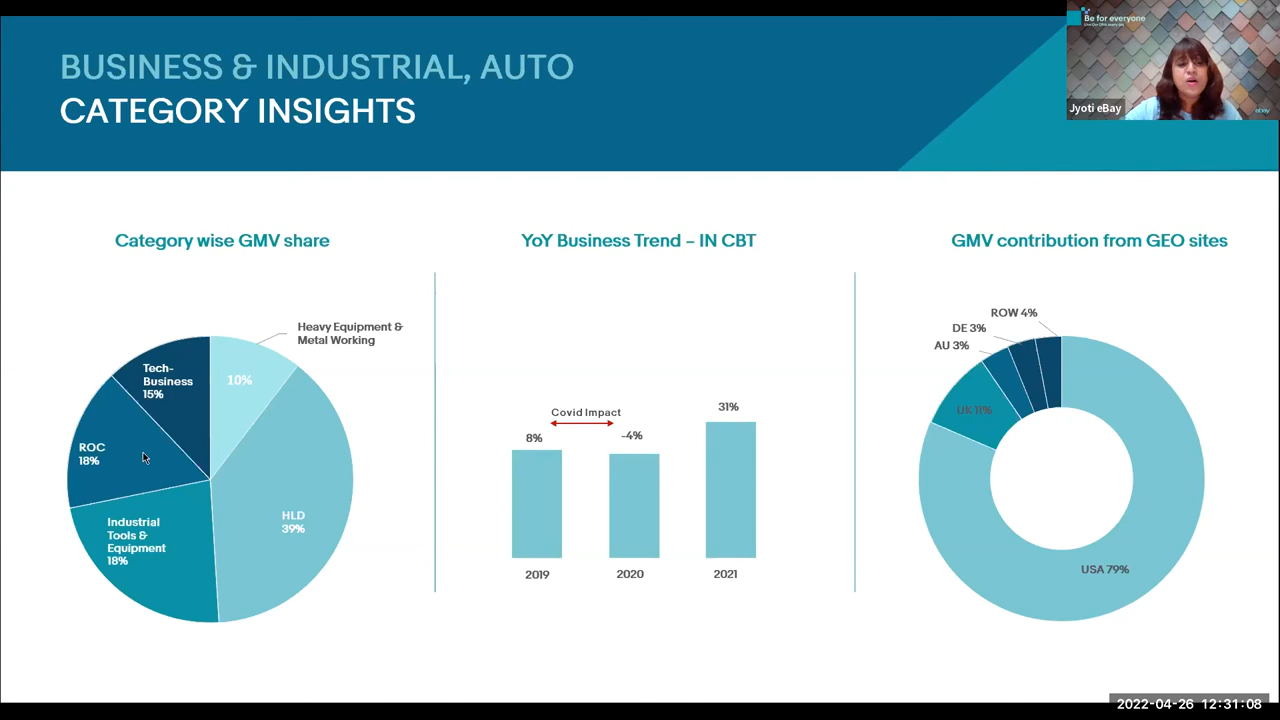 BUSINESS & INDUSTRIAL, AUTO
CATEGORY INSIGHTS
Be for everyone
Jyoti eBay
ebay
Category wise GMV share
Heavy Equipment &
Metal Working
10%
Tech-
Business
15%
ROC
18%
Industrial
Tools &
Equipment
18%
HLD
39%
YoY Business Trend – IN CBT
Covid Impact
8%
-4%
31%
2019
2020
2021
GMV contribution from GEO sites
ROW 4%
DE 3%
AU 3%
UK 11%
USA 79%
2022-04-26 12:31:08